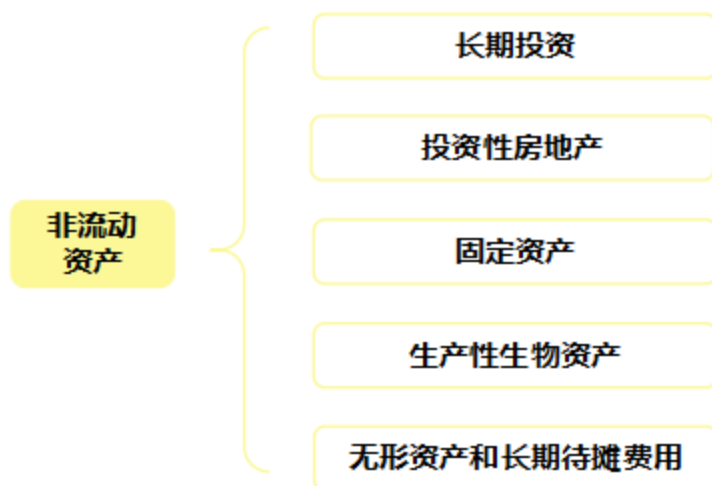 长期投资
投资性房地产
非流动
资产
固定资产
生产性生物资产
无形资产和长期待摊费用